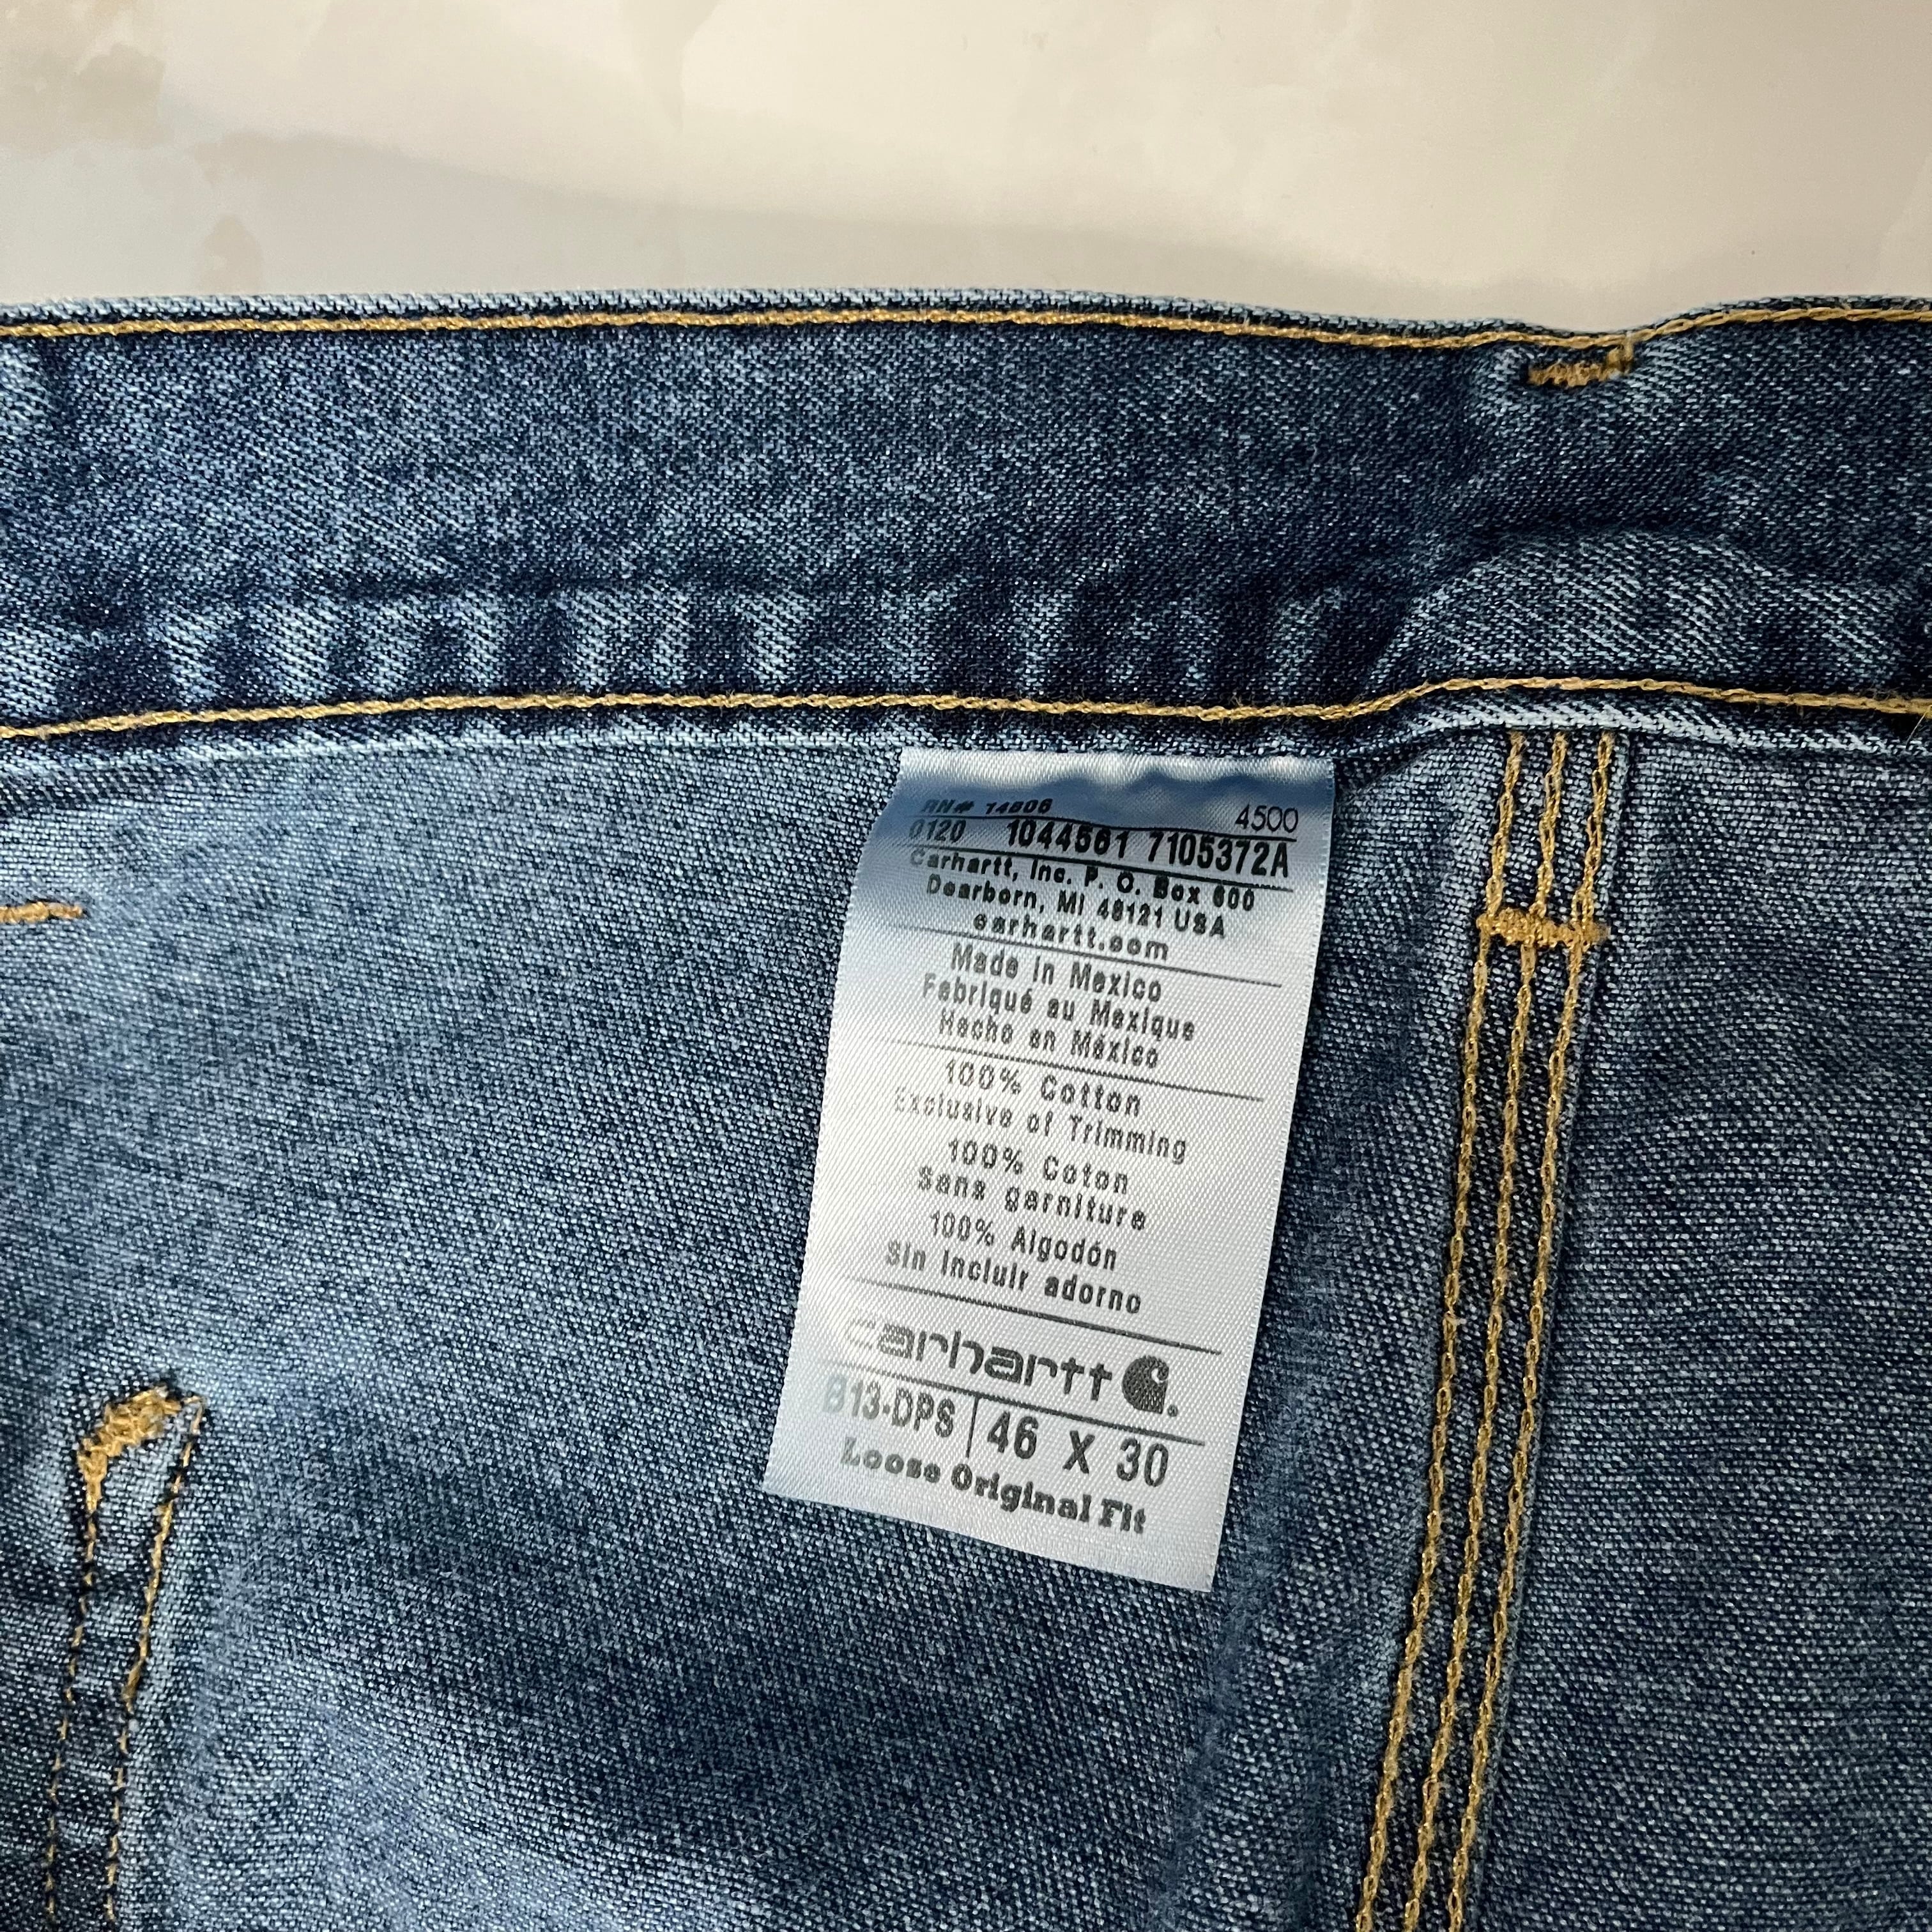 RN# 14806 4500
0120 1044561 7105372A
Carhartt, Inc. P. O. Box 600
Dearborn, MI 48121 USA
carhartt.com
Made in Mexico
Fabriqué au Mexique
Hecho en México
100% Cotton
Exclusive of Trimming
100% Coton
Sans garniture
100% Algodón
Sin incluir adorno
carhartt
B13-DPS | 46 X 30
Loose Original Fit